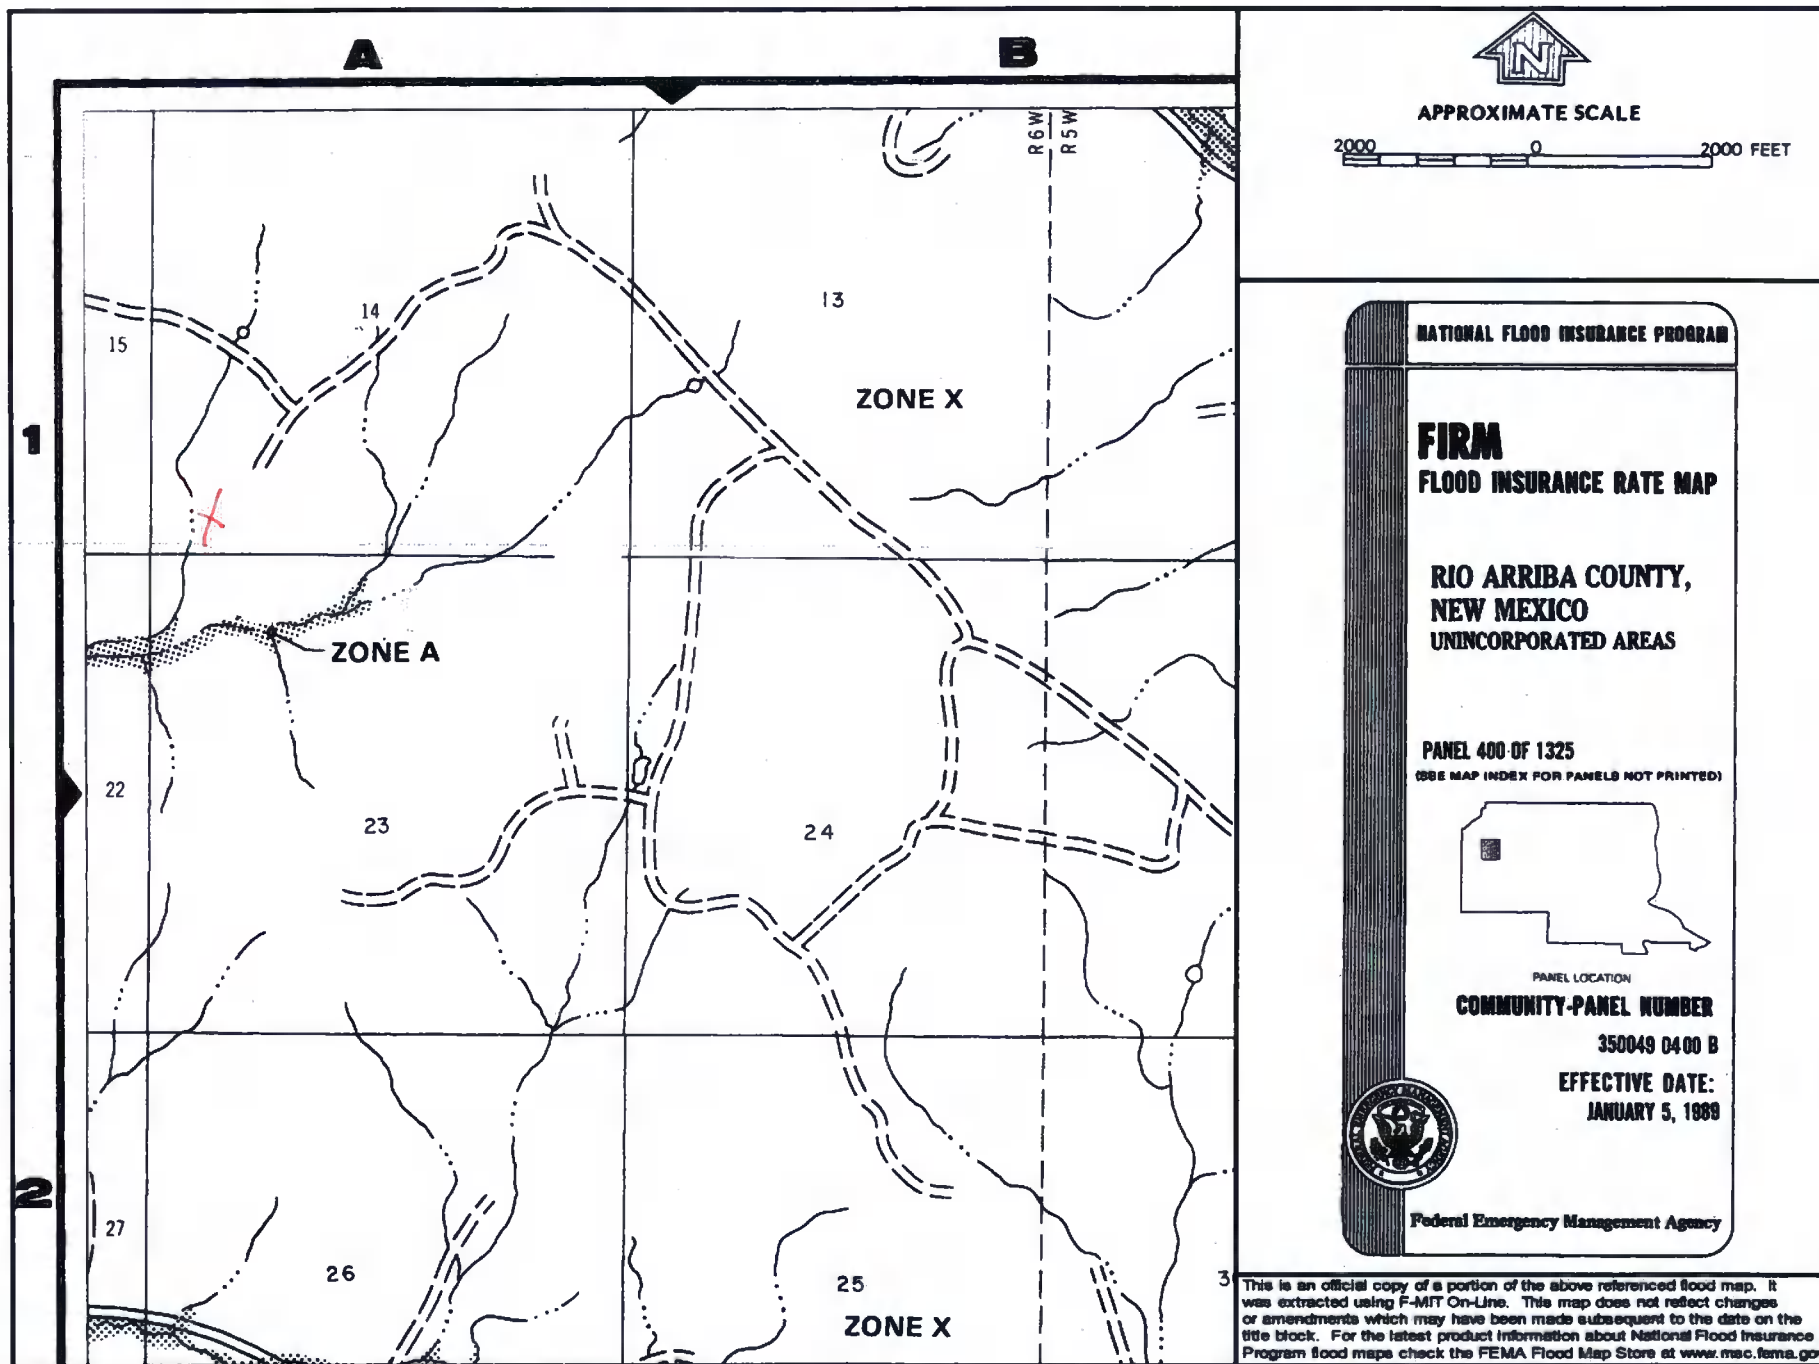 A
B
1
2
R6W
R5W
13
14
15
ZONE X
ZONE A
22
23
24
27
26
25
ZONE X
3
N
APPROXIMATE SCALE
2000 0 2000 FEET
NATIONAL FLOOD INSURANCE PROGRAM
FIRM
FLOOD INSURANCE RATE MAP
RIO ARRIBA COUNTY,
NEW MEXICO
UNINCORPORATED AREAS
PANEL 400 OF 1325
(SEE MAP INDEX FOR PANELS NOT PRINTED)
PANEL LOCATION
COMMUNITY-PANEL NUMBER
350049 0400 B
EFFECTIVE DATE:
JANUARY 5, 1989
Federal Emergency Management Agency
This is an official copy of a portion of the above referenced flood map. It
was extracted using F-MIT On-Line. This map does not reflect changes
or amendments which may have been made subsequent to the date on the
title block. For the latest product information about National Flood Insurance
Program flood maps check the FEMA Flood Map Store at www.msc.fema.go